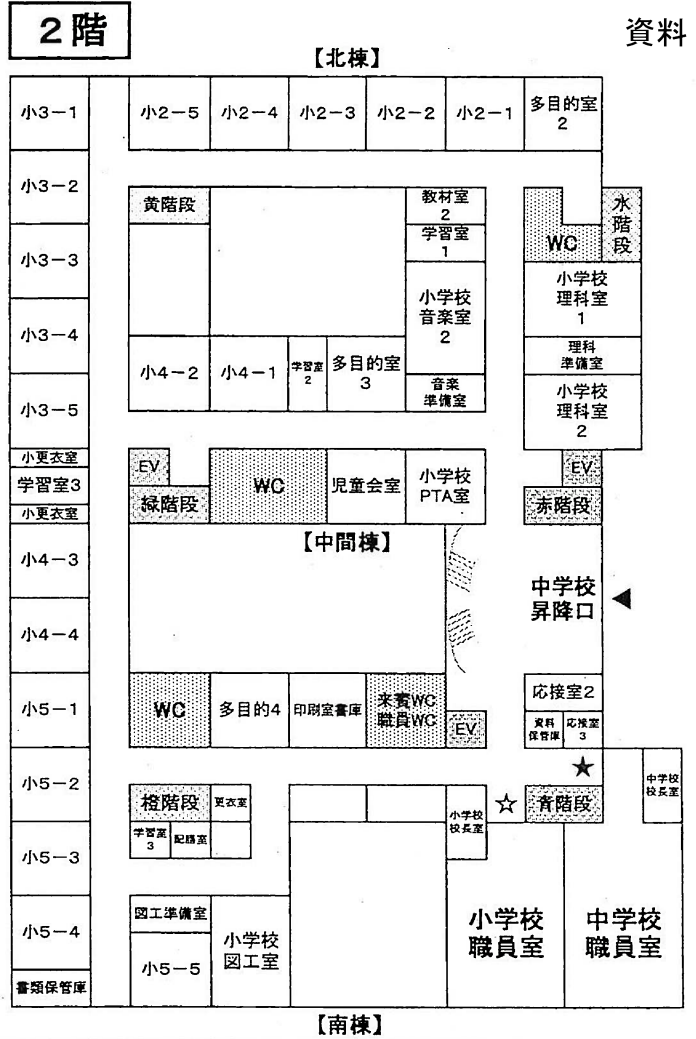 2階
資料
【北棟】
小3-1
小2-5
小2-4
小2-3
小2-2
小2-1
多目的室
2
小3-2
黄階段
教材室
2
水
階
段
学習室
1
WC
小3-3
小学校
音楽室
2
小学校
理科室
1
小3-4
小4-2
小4-1
学習室
2
多目的室
3
理科
準備室
小3-5
音楽
準備室
小学校
理科室
2
小更衣室
EV
WC
児童会室
小学校
PTA室
EV
学習室3
緑階段
赤階段
小更衣室
【中間棟】
小4-3
中学校
昇降口
小4-4
小5-1
WC
多目的4
印刷室書庫
来賓WC
職員WC
EV
応接室2
資料
保管庫
応接室
3
小5-2
中学校
校長室
橙階段
更衣室
小学校
校長室
青階段
学習室
3
配膳室
小5-3
図工準備室
小学校
図工室
小学校
職員室
中学校
職員室
小5-4
小5-5
書類保管庫
【南棟】